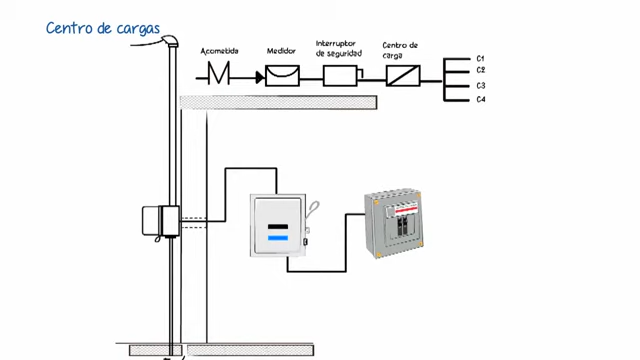 Centro de cargas
Acometida
Medidor
Interruptor
de seguridad
Centro de
carga
C1
C2
C3
C4